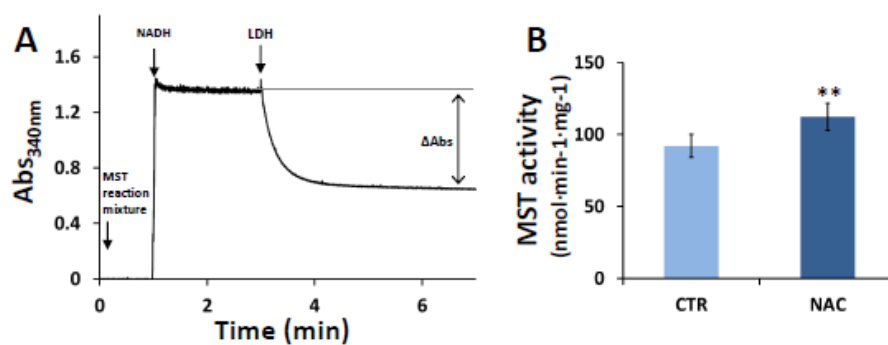 A
NADH
LDH
1.6
1.2
0.8
0.4
0
Abs340nm
MST
reaction
mixture
ΔAbs
0
2
4
6
Time (min)
B
150
100
50
0
MST activity
(nmol·min-1·mg-1)
**
CTR
NAC